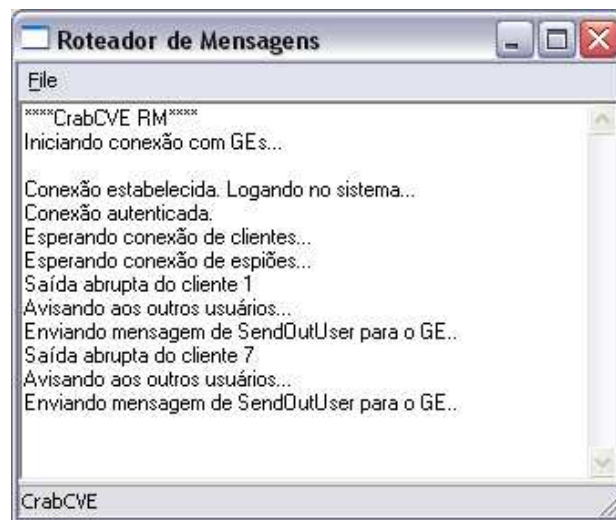 Roteador de Mensagens
File
****CrabCVE RM****
Iniciando conexão com GEs...
Conexão estabelecida. Logando no sistema...
Conexão autenticada.
Esperando conexão de clientes...
Esperando conexão de espiões...
Saída abrupta do cliente 1
Avisando aos outros usuários...
Enviando mensagem de SendOutUser para o GE..
Saída abrupta do cliente 7
Avisando aos outros usuários...
Enviando mensagem de SendOutUser para o GE..
CrabCVE